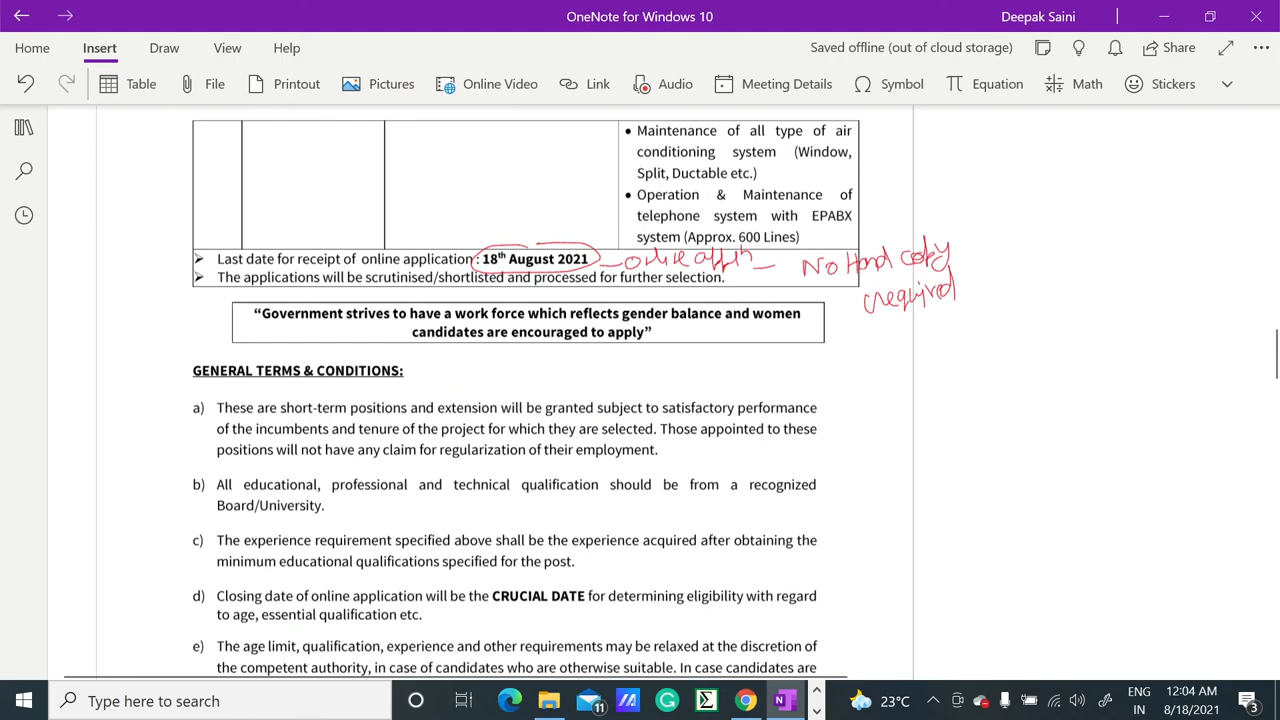 OneNote for Windows 10
Deepak Saini
Home Insert Draw View Help
Saved offline (out of cloud storage)
Share
Table File Printout Pictures Online Video Link Audio Meeting Details Symbol Equation Math Stickers
• Maintenance of all type of air
conditioning system (Window,
Split, Ductable etc.)
• Operation & Maintenance of
telephone system with EPABX
system (Approx. 600 Lines)
➢ Last date for receipt of online application : 18th August 2021 – online – No Hard copy
required
➢ The applications will be scrutinised/shortlisted and processed for further selection.
“Government strives to have a work force which reflects gender balance and women
candidates are encouraged to apply”
GENERAL TERMS & CONDITIONS:
a) These are short-term positions and extension will be granted subject to satisfactory performance
of the incumbents and tenure of the project for which they are selected. Those appointed to these
positions will not have any claim for regularization of their employment.
b) All educational, professional and technical qualification should be from a recognized
Board/University.
c) The experience requirement specified above shall be the experience acquired after obtaining the
minimum educational qualifications specified for the post.
d) Closing date of online application will be the CRUCIAL DATE for determining eligibility with regard
to age, essential qualification etc.
e) The age limit, qualification, experience and other requirements may be relaxed at the discretion of
the competent authority, in case of candidates who are otherwise suitable. In case candidates are
Type here to search
11
23°C
ENG
IN
12:04 AM
8/18/2021
3